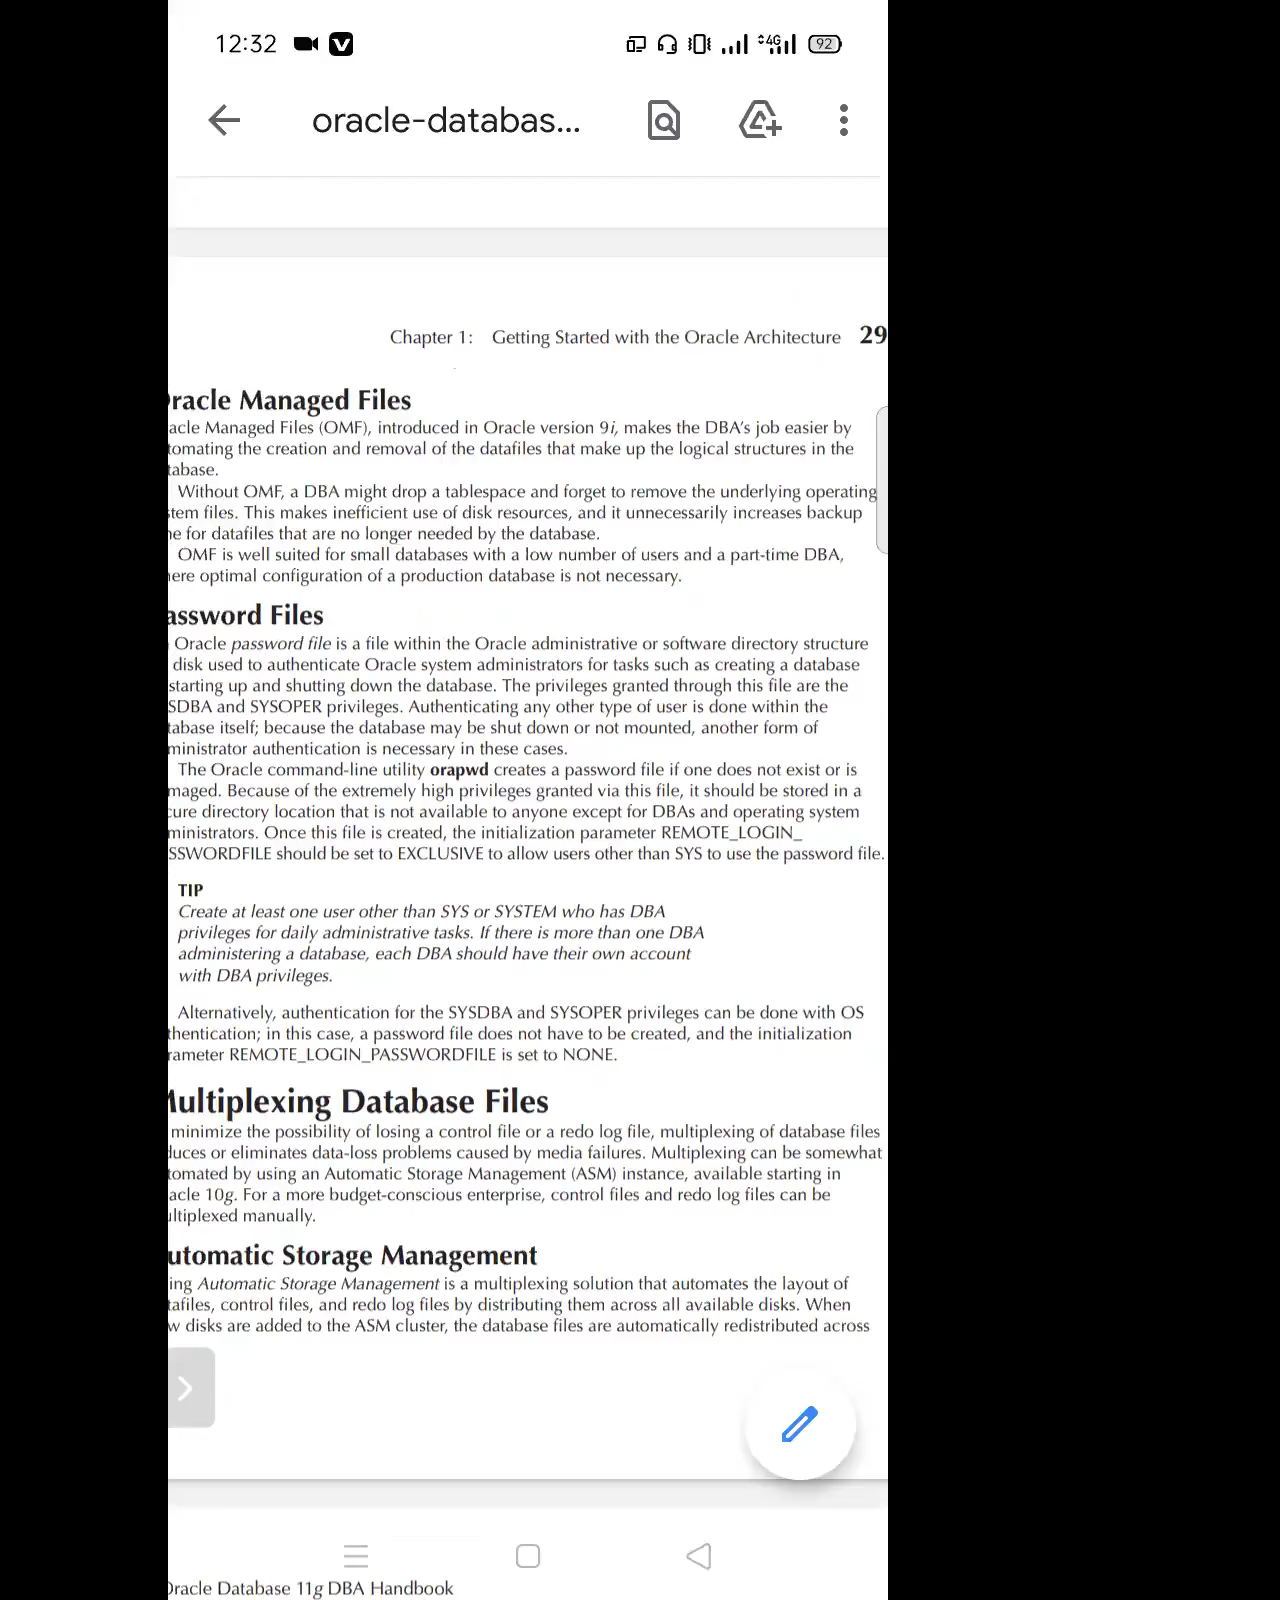 12:32
4G
92
oracle-databas...
Chapter 1: Getting Started with the Oracle Architecture 29
racle Managed Files
acle Managed Files (OMF), introduced in Oracle version 9i, makes the DBA's job easier by
tomating the creation and removal of the datafiles that make up the logical structures in the
tabase.
Without OMF, a DBA might drop a tablespace and forget to remove the underlying operating
stem files. This makes inefficient use of disk resources, and it unnecessarily increases backup
ne for datafiles that are no longer needed by the database.
OMF is well suited for small databases with a low number of users and a part-time DBA,
here optimal configuration of a production database is not necessary.
assword Files
Oracle password file is a file within the Oracle administrative or software directory structure
disk used to authenticate Oracle system administrators for tasks such as creating a database
starting up and shutting down the database. The privileges granted through this file are the
SDBA and SYSOPER privileges. Authenticating any other type of user is done within the
tabase itself; because the database may be shut down or not mounted, another form of
ministrator authentication is necessary in these cases.
The Oracle command-line utility orapwd creates a password file if one does not exist or is
maged. Because of the extremely high privileges granted via this file, it should be stored in a
cure directory location that is not available to anyone except for DBAs and operating system
ministrators. Once this file is created, the initialization parameter REMOTE_LOGIN_
SSWORDFILE should be set to EXCLUSIVE to allow users other than SYS to use the password file.
TIP
Create at least one user other than SYS or SYSTEM who has DBA
privileges for daily administrative tasks. If there is more than one DBA
administering a database, each DBA should have their own account
with DBA privileges.
Alternatively, authentication for the SYSDBA and SYSOPER privileges can be done with OS
thentication; in this case, a password file does not have to be created, and the initialization
rameter REMOTE_LOGIN_PASSWORDFILE is set to NONE.
Multiplexing Database Files
minimize the possibility of losing a control file or a redo log file, multiplexing of database files
duces or eliminates data-loss problems caused by media failures. Multiplexing can be somewhat
tomated by using an Automatic Storage Management (ASM) instance, available starting in
acle 10g. For a more budget-conscious enterprise, control files and redo log files can be
ultiplexed manually.
utomatic Storage Management
ing Automatic Storage Management is a multiplexing solution that automates the layout of
tafiles, control files, and redo log files by distributing them across all available disks. When
w disks are added to the ASM cluster, the database files are automatically redistributed across
Oracle Database 11g DBA Handbook